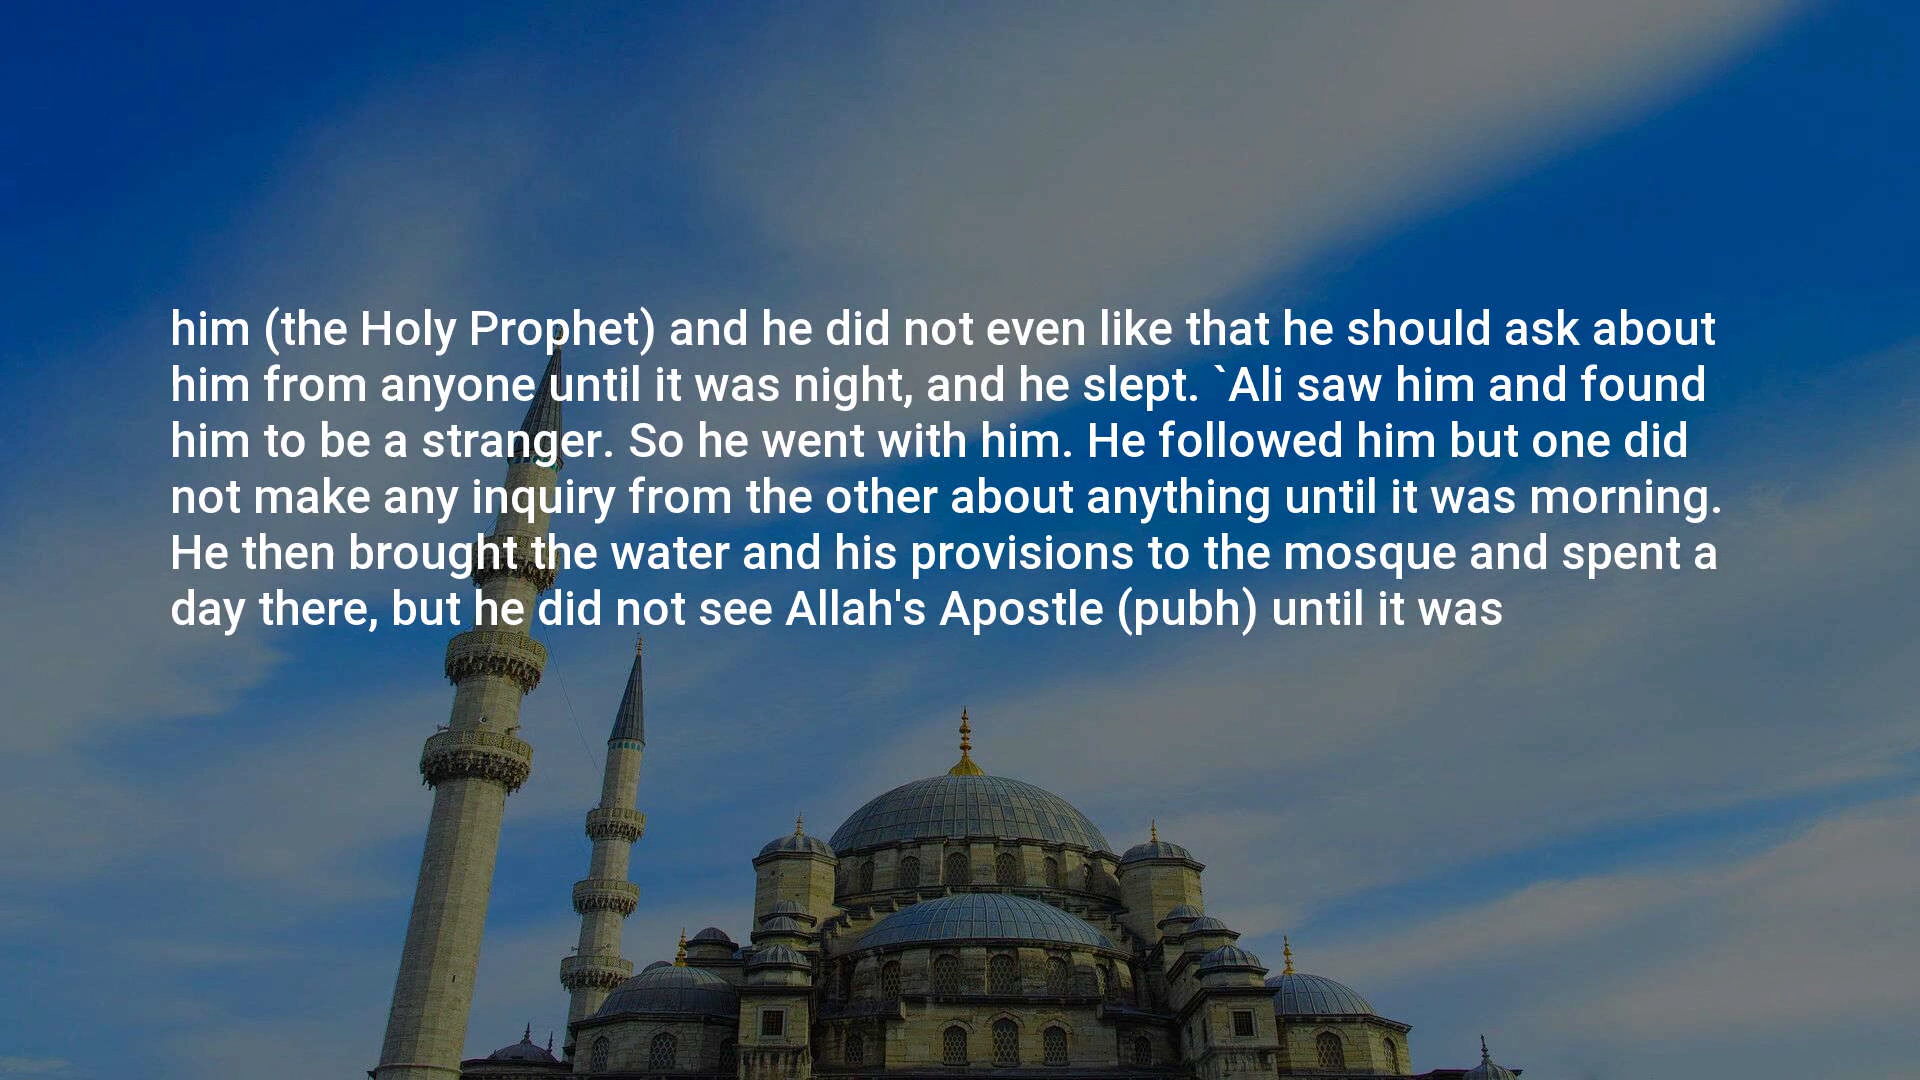 him (the Holy Prophet) and he did not even like that he should ask about
him from anyone until it was night, and he slept. `Ali saw him and found
him to be a stranger. So he went with him. He followed him but one did
not make any inquiry from the other about anything until it was morning.
He then brought the water and his provisions to the mosque and spent a
day there, but he did not see Allah's Apostle (pubh) until it was